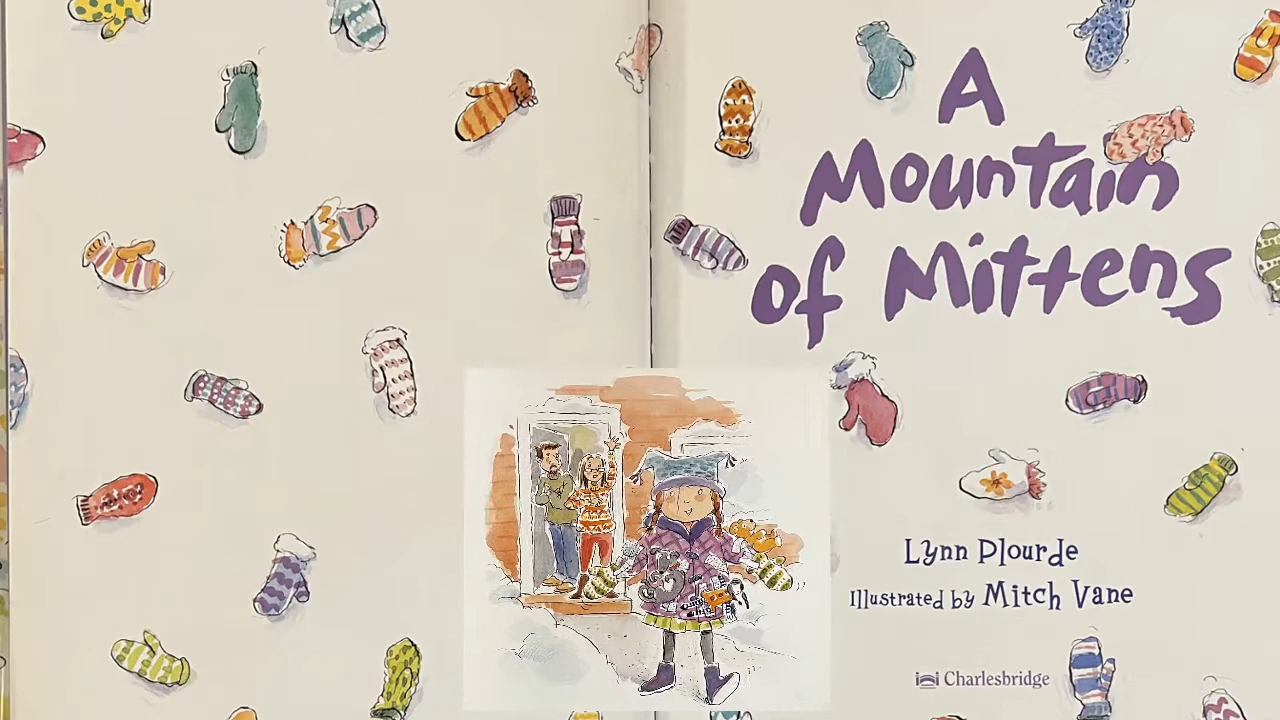 A
Mountain
of Mittens
Lynn Plourde
Illustrated by Mitch Vane
Charlesbridge